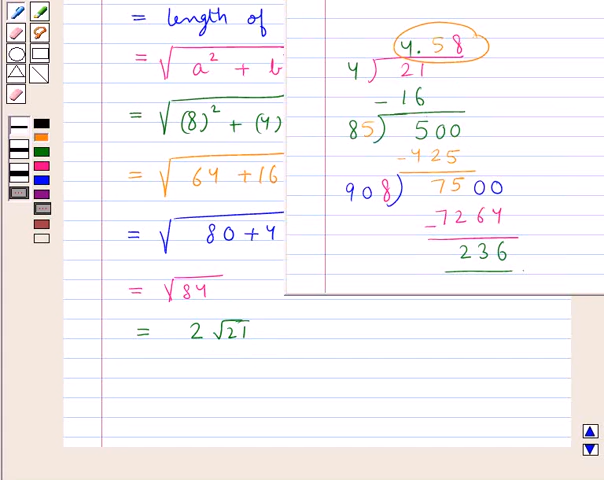 = length of
= √a² + b
= √(8)² + (4)
= √64 + 16
= √80 + 4
= √84
= 2√21
4.58
4 ) 21
− 16
85 ) 500
− 425
908 ) 7500
− 7264
236